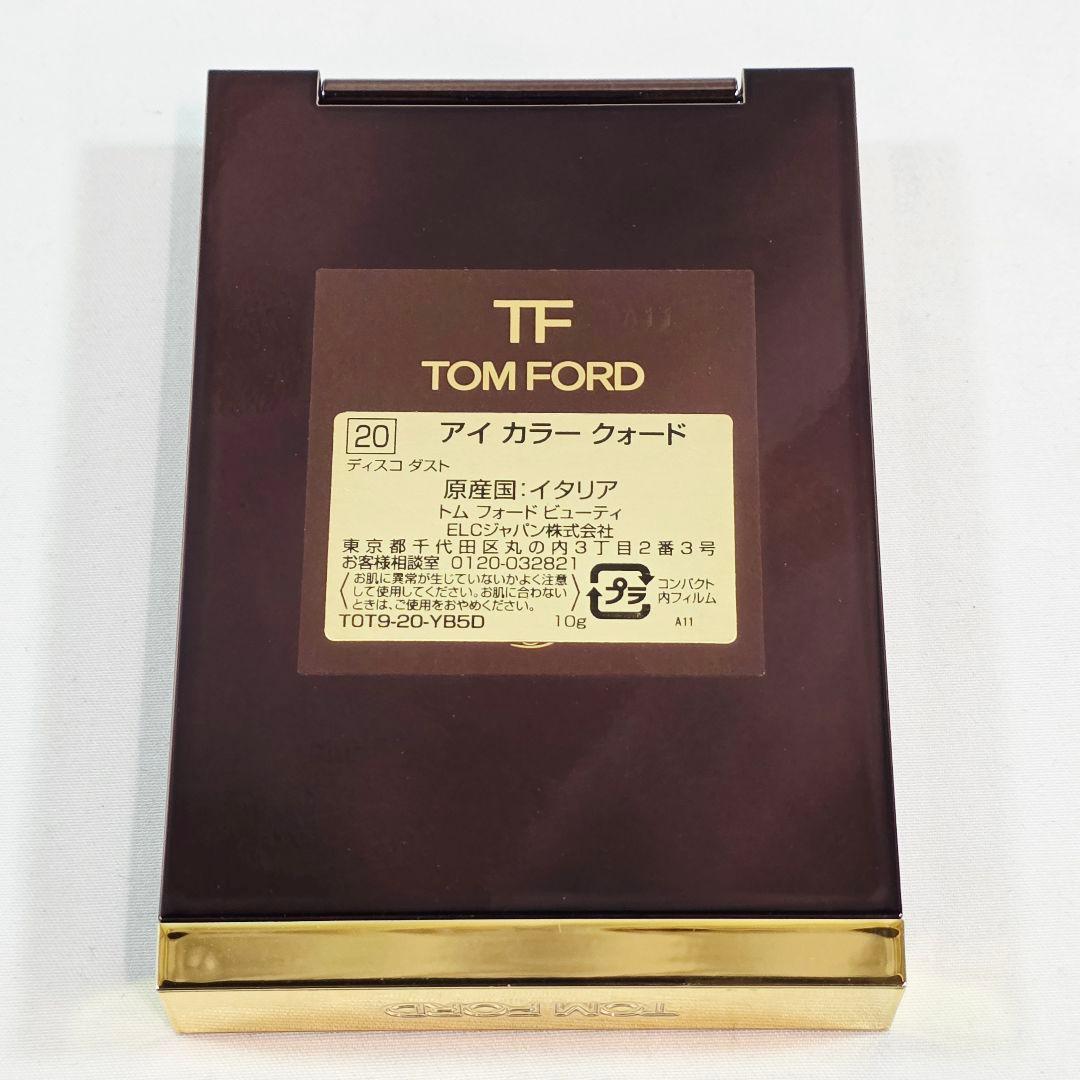 TF
A11
TOM FORD
20 アイ カラー クォード
ディスコ ダスト
原産国:イタリア
トム フォード ビューティ
ELCジャパン株式会社
東京都千代田区丸の内3丁目2番3号
お客様相談室 0120-032821
お肌に異常が生じていないかよく注意
して使用してください。お肌に合わない
ときは、ご使用をおやめください。
プラ
コンパクト
内フィルム
TOT9-20-YB5D 10g A11
TOM FORD